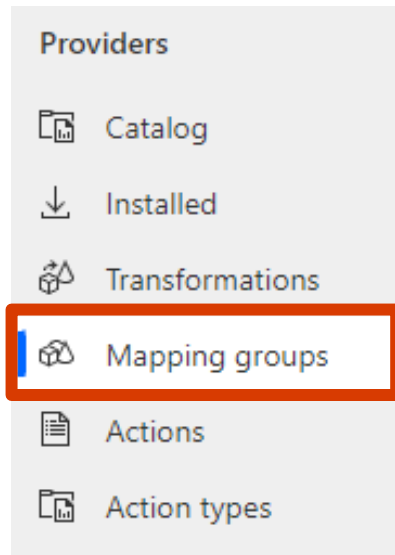 Providers
Catalog
Installed
Transformations
Mapping groups
Actions
Action types